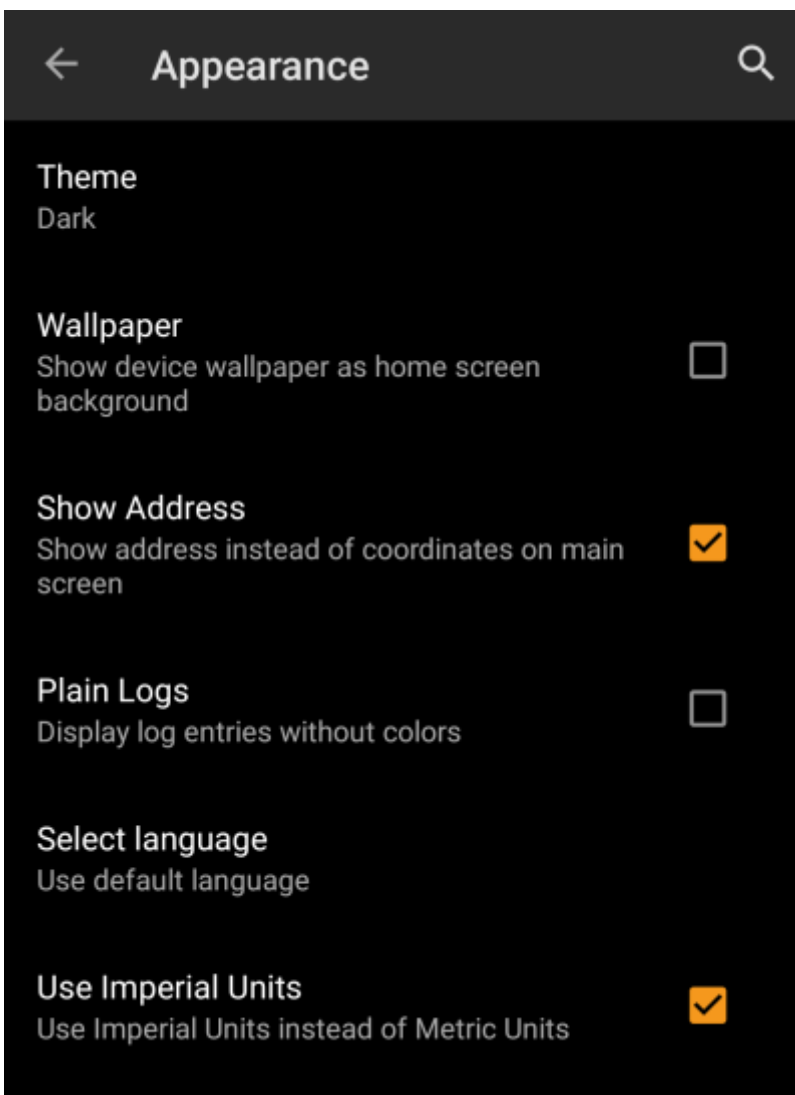 Appearance
Theme
Dark
Wallpaper
Show device wallpaper as home screen
background
Show Address
Show address instead of coordinates on main
screen
Plain Logs
Display log entries without colors
Select language
Use default language
Use Imperial Units
Use Imperial Units instead of Metric Units